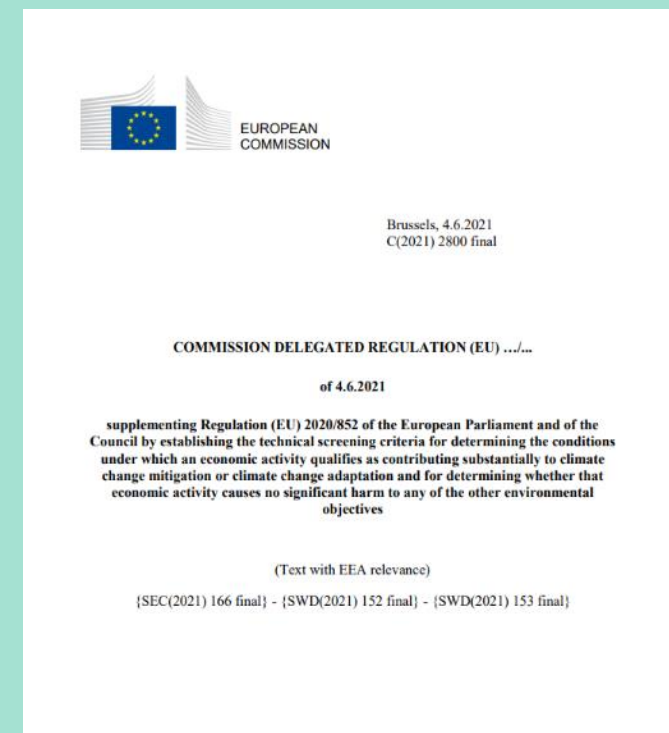 EUROPEAN
COMMISSION
Brussels, 4.6.2021
C(2021) 2800 final
COMMISSION DELEGATED REGULATION (EU) …/...
of 4.6.2021
supplementing Regulation (EU) 2020/852 of the European Parliament and of the
Council by establishing the technical screening criteria for determining the conditions
under which an economic activity qualifies as contributing substantially to climate
change mitigation or climate change adaptation and for determining whether that
economic activity causes no significant harm to any of the other environmental
objectives
(Text with EEA relevance)
{SEC(2021) 166 final} - {SWD(2021) 152 final} - {SWD(2021) 153 final}